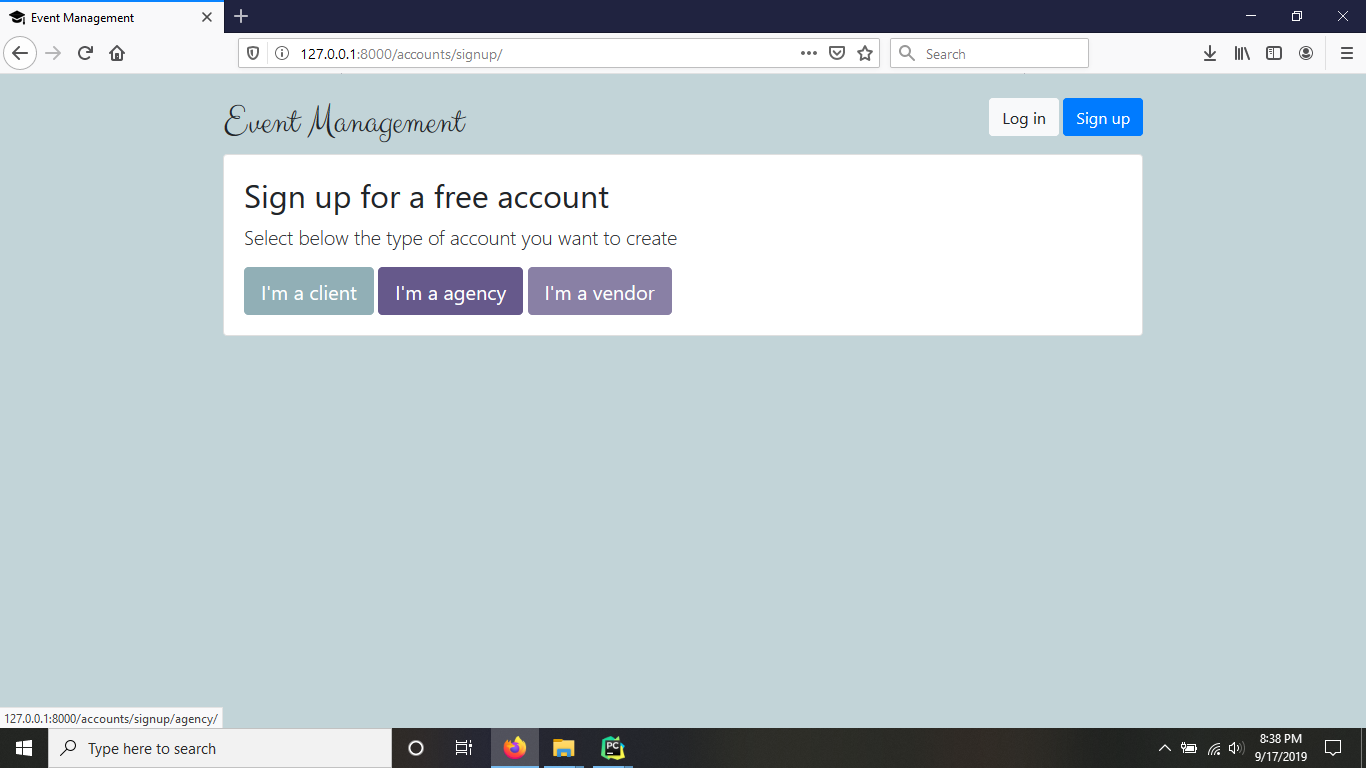 Event Management
127.0.0.1:8000/accounts/signup/
Search
Event Management
Log in
Sign up
Sign up for a free account
Select below the type of account you want to create
I'm a client
I'm a agency
I'm a vendor
127.0.0.1:8000/accounts/signup/agency/
Type here to search
PC
8:38 PM
9/17/2019